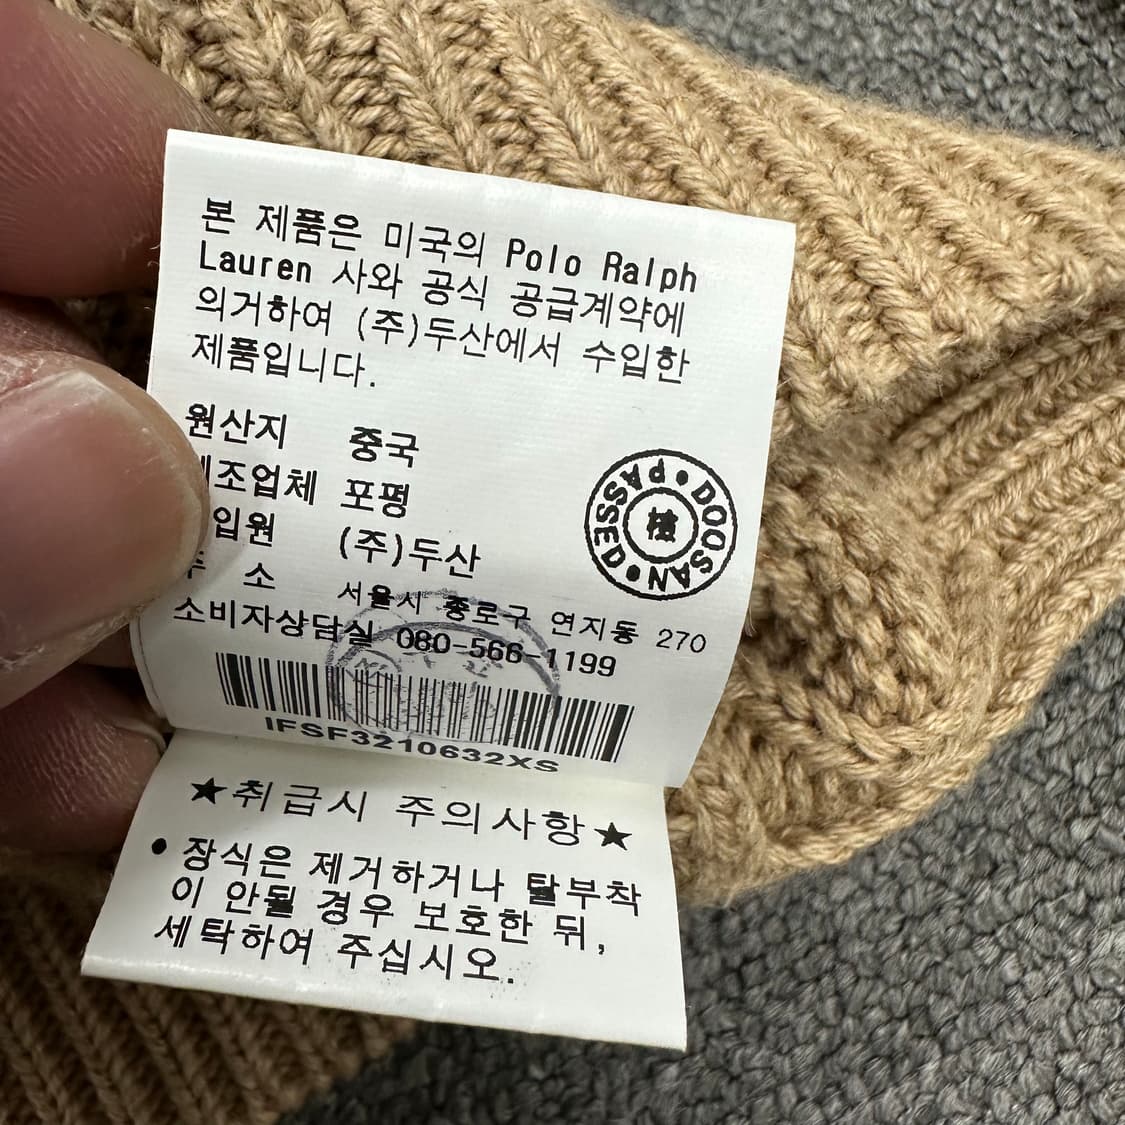 본 제품은 미국의 Polo Ralph
Lauren 사와 공식 공급계약에
의거하여 (주)두산에서 수입한
제품입니다.
원산지 중국
제조업체 포평
입원 (주)두산
주 소 서울시 종로구 연지동 270
소비자상담실 080-566-1199
DOOSAN • PASSED •
檢
IFSF3210632XS
★취급시 주의사항★
• 장식은 제거하거나 탈부착
이 안될 경우 보호한 뒤,
세탁하여 주십시오.